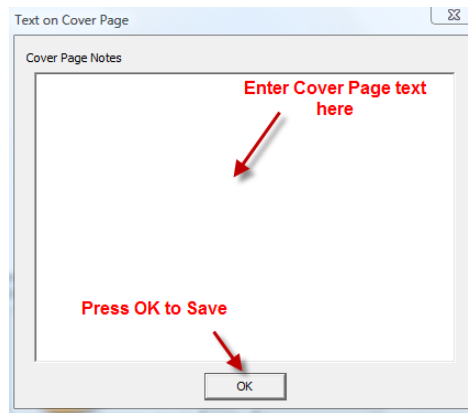 Text on Cover Page
Cover Page Notes
Enter Cover Page text
here
Press OK to Save
OK